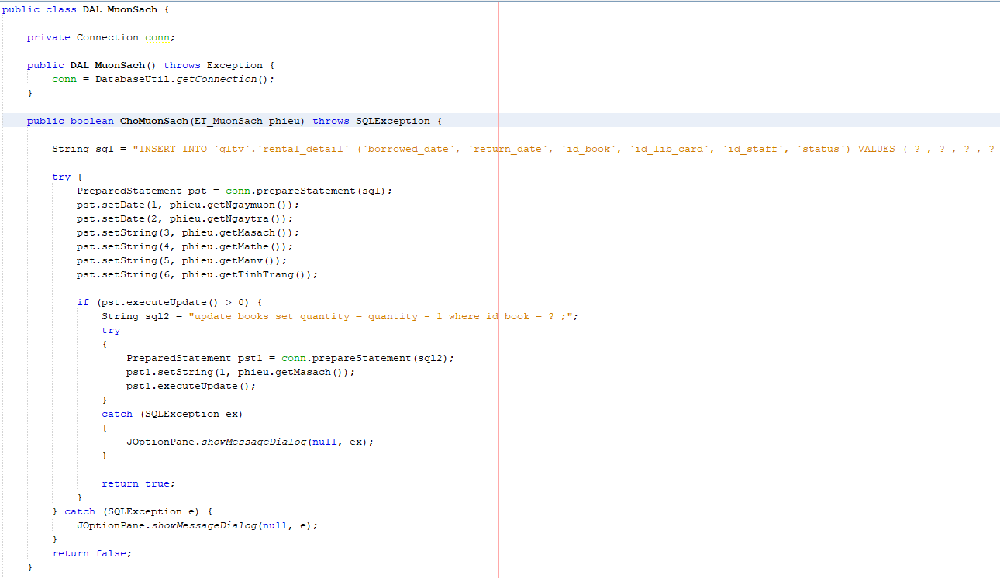 public class DAL_MuonSach {
private Connection conn;
public DAL_MuonSach() throws Exception {
conn = DatabaseUtil.getConnection();
}
public boolean ChoMuonSach(ET_MuonSach phieu) throws SQLException {
String sql = "INSERT INTO `qltv`.`rental_detail` (`borrowed_date`, `return_date`, `id_book`, `id_lib_card`, `id_staff`, `status`) VALUES ( ? , ? , ? , ?
try {
PreparedStatement pst = conn.prepareStatement(sql);
pst.setDate(1, phieu.getNgaymuon());
pst.setDate(2, phieu.getNgaytra());
pst.setString(3, phieu.getMasach());
pst.setString(4, phieu.getMathe());
pst.setString(5, phieu.getManv());
pst.setString(6, phieu.getTinhTrang());
if (pst.executeUpdate() > 0) {
String sql2 = "update books set quantity = quantity - 1 where id_book = ? ;";
try
{
PreparedStatement pst1 = conn.prepareStatement(sql2);
pst1.setString(1, phieu.getMasach());
pst1.executeUpdate();
}
catch (SQLException ex)
{
JOptionPane.showMessageDialog(null, ex);
}
return true;
}
} catch (SQLException e) {
JOptionPane.showMessageDialog(null, e);
}
return false;
}